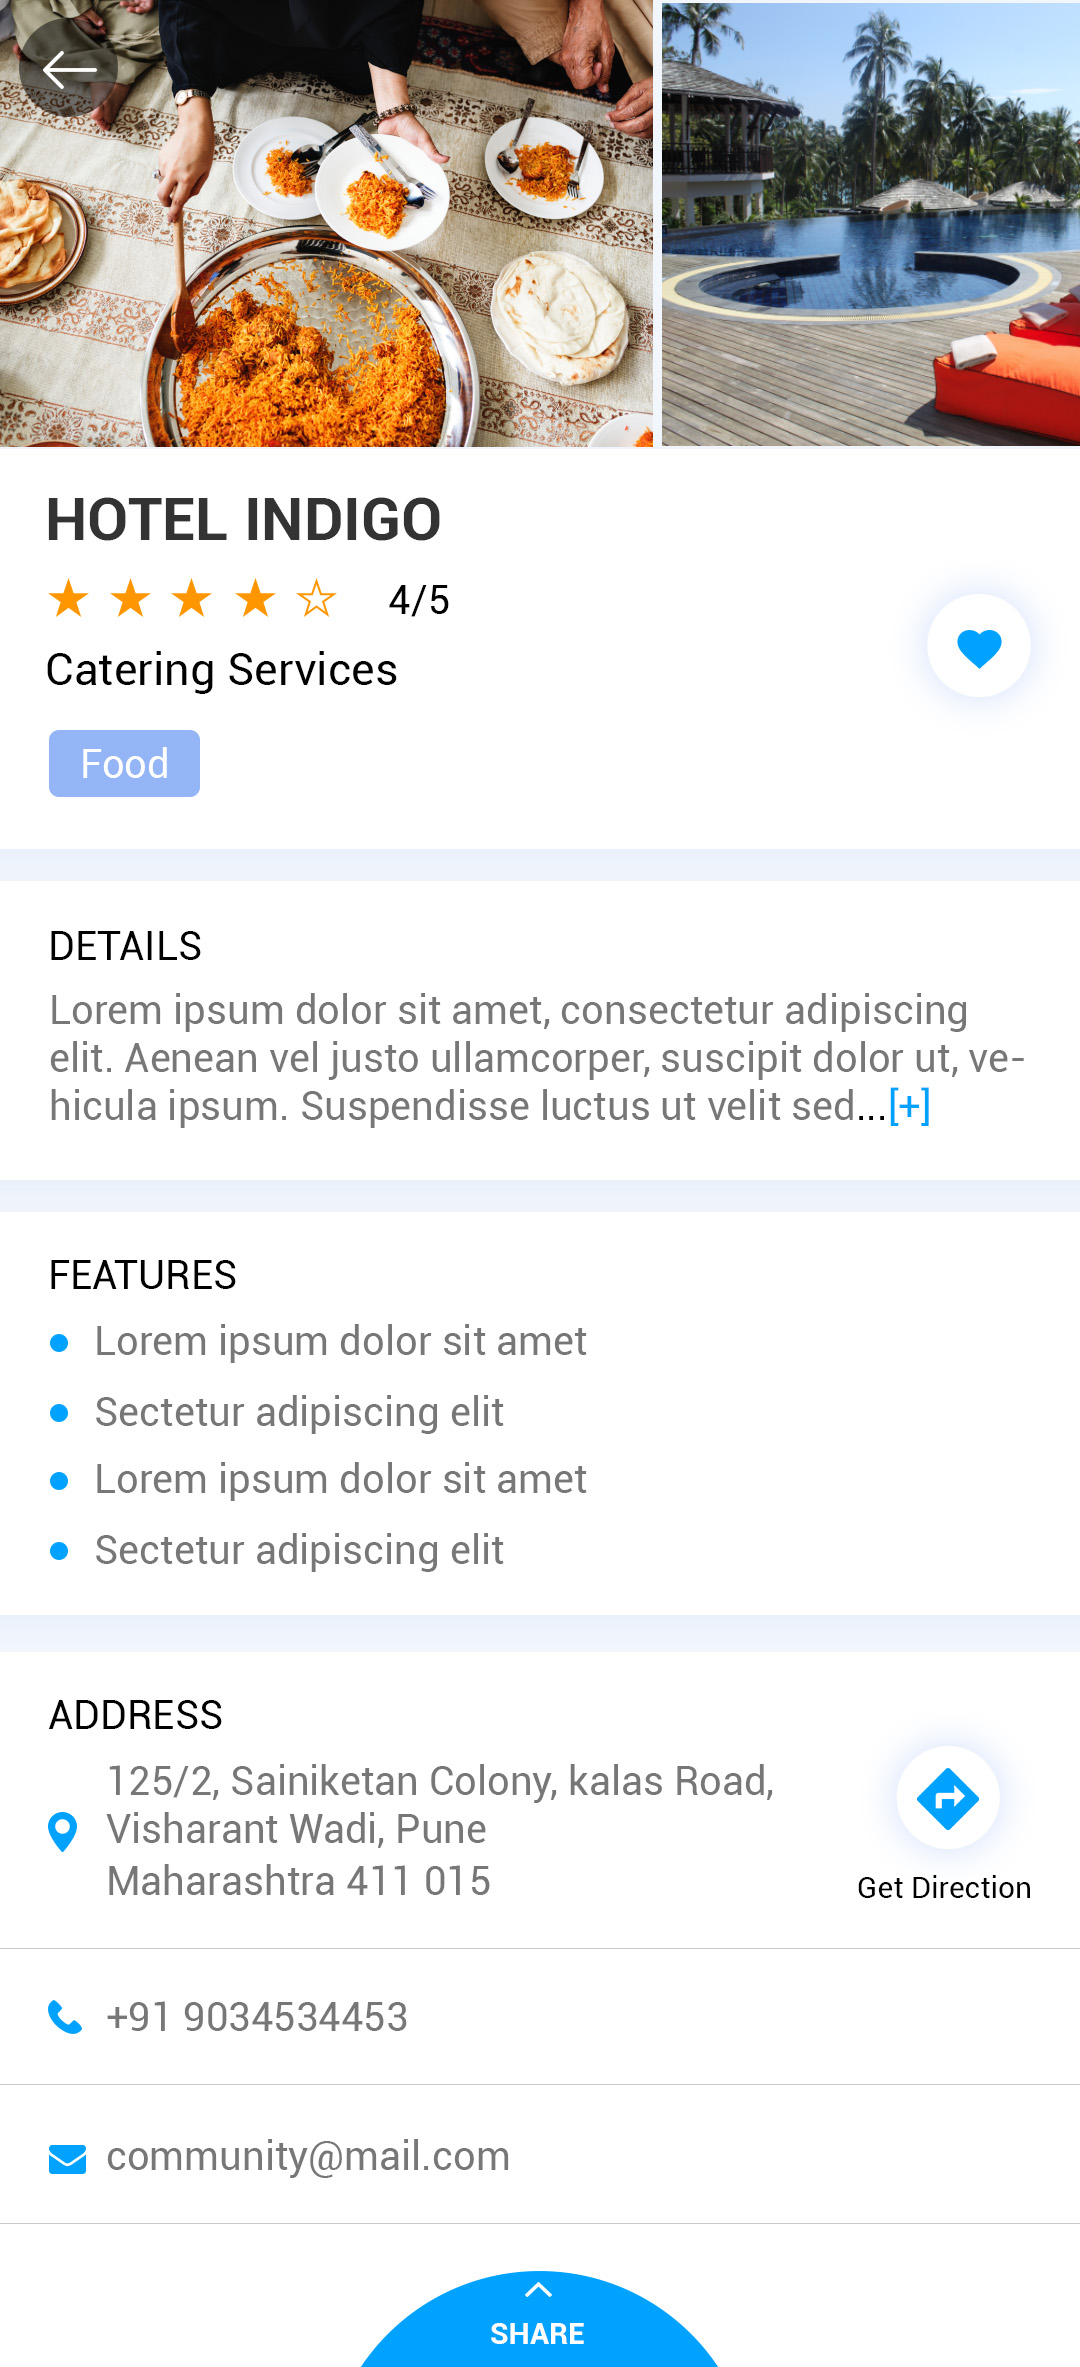 HOTEL INDIGO
4/5
Catering Services
Food
DETAILS
Lorem ipsum dolor sit amet, consectetur adipiscing
elit. Aenean vel justo ullamcorper, suscipit dolor ut, ve-
hicula ipsum. Suspendisse luctus ut velit sed...[+]
FEATURES
Lorem ipsum dolor sit amet
Sectetur adipiscing elit
Lorem ipsum dolor sit amet
Sectetur adipiscing elit
ADDRESS
125/2, Sainiketan Colony, kalas Road,
Visharant Wadi, Pune
Maharashtra 411 015
Get Direction
+91 9034534453
community@mail.com
SHARE